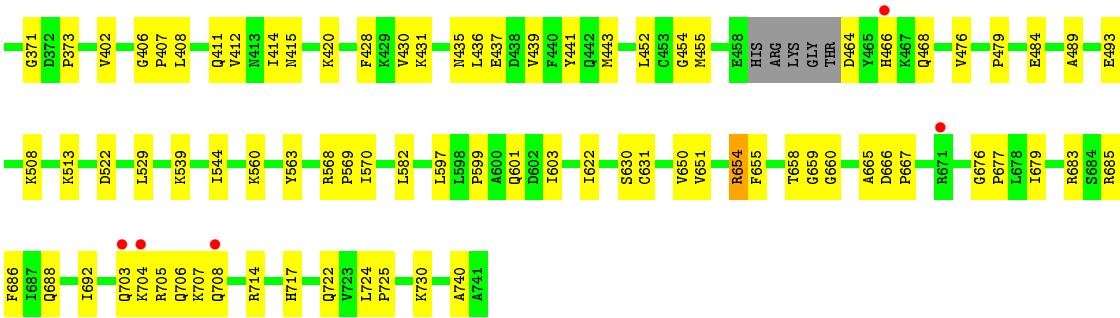 G371 D372 P373 V402 G406 P407 L408 Q411 V412 N413 I414 N415 K420 F428 K429 V430 K431 N435 L436 E437 D438 V439 F440 Y441 Q442 M443 L452 C453 G454 M455 E458 HIS ARG LYS GLY THR D464 Y465 H466 K467 Q468 V476 P479 E484 A489 E493
K508 K513 D522 L529 K539 I544 K560 Y563 R568 P569 I570 L582 L597 L598 P599 A600 Q601 D602 I603 I622 S630 C631 V650 V651 R654 F655 T658 G659 G660 A665 D666 P667 R671 G676 P677 L678 I679 R683 S684 R685
F686 I687 Q688 I692 Q703 K704 R705 Q706 K707 Q708 R714 H717 Q722 V723 L724 P725 K730 A740 A741